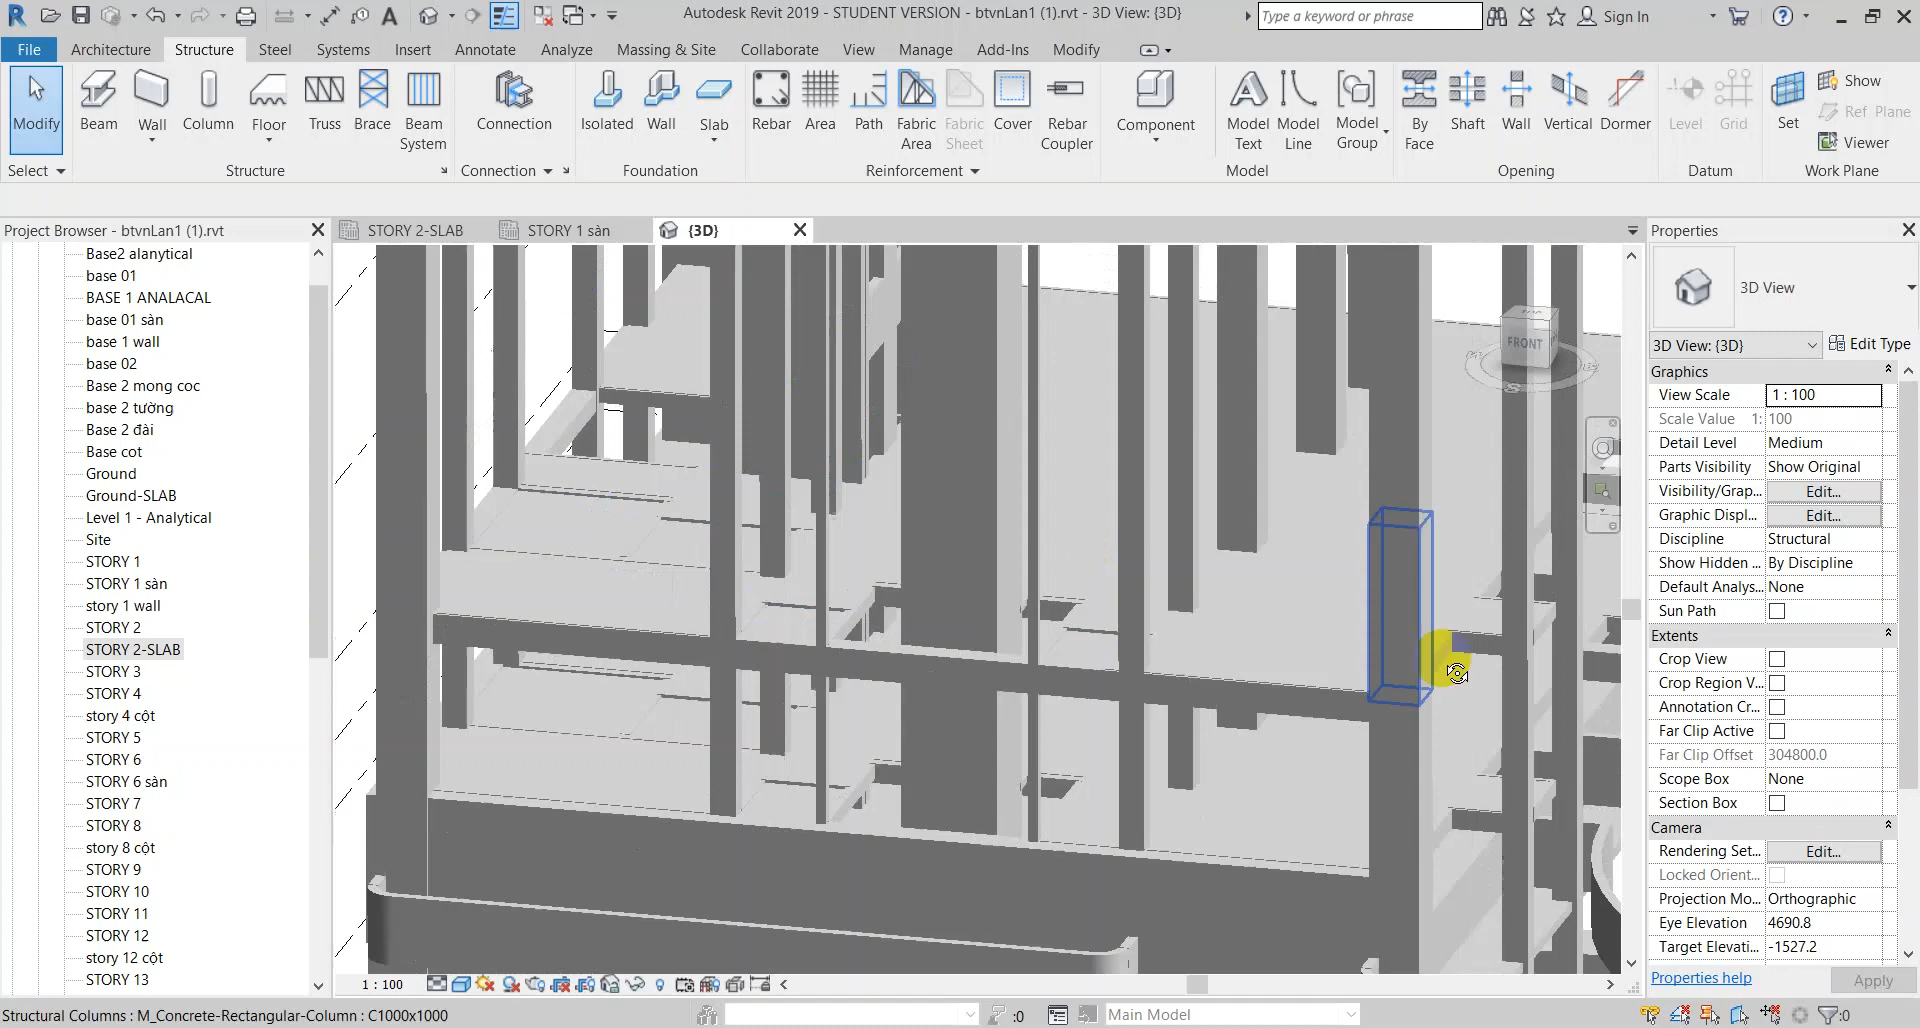 Autodesk Revit 2019 - STUDENT VERSION - btvnLan1 (1).rvt - 3D View: {3D}
Type a keyword or phrase
Sign In
File Architecture Structure Steel Systems Insert Annotate Analyze Massing & Site Collaborate View Manage Add-Ins Modify
Modify
Beam
Wall
Column
Floor
Truss
Brace
Beam System
Connection
Isolated
Wall
Slab
Rebar
Area
Path
Fabric Area
Fabric Sheet
Cover
Rebar Coupler
Component
Model Text
Model Line
Model Group
By Face
Shaft
Wall
Vertical
Dormer
Level
Grid
Set
Show
Ref Plane
Viewer
Select Structure Connection Foundation Reinforcement Model Opening Datum Work Plane
Project Browser - btvnLan1 (1).rvt
STORY 2-SLAB
STORY 1 sàn
{3D}
Properties
Base2 alanytical
base 01
BASE 1 ANALACAL
base 01 sàn
base 1 wall
base 02
Base 2 mong coc
base 2 tường
Base 2 đài
Base cot
Ground
Ground-SLAB
Level 1 - Analytical
Site
STORY 1
STORY 1 sàn
story 1 wall
STORY 2
STORY 2-SLAB
STORY 3
STORY 4
story 4 cột
STORY 5
STORY 6
STORY 6 sàn
STORY 7
STORY 8
story 8 cột
STORY 9
STORY 10
STORY 11
STORY 12
story 12 cột
STORY 13
FRONT
3D View
3D View: {3D} Edit Type
Graphics
View Scale 1 : 100
Scale Value 1: 100
Detail Level Medium
Parts Visibility Show Original
Visibility/Grap... Edit...
Graphic Displ... Edit...
Discipline Structural
Show Hidden ... By Discipline
Default Analys... None
Sun Path
Extents
Crop View
Crop Region V...
Annotation Cr...
Far Clip Active
Far Clip Offset 304800.0
Scope Box None
Section Box
Camera
Rendering Set... Edit...
Locked Orient...
Projection Mo... Orthographic
Eye Elevation 4690.8
Target Elevati... -1527.2
Properties help Apply
1 : 100
Structural Columns : M_Concrete-Rectangular-Column : C1000x1000
:0
Main Model
:0